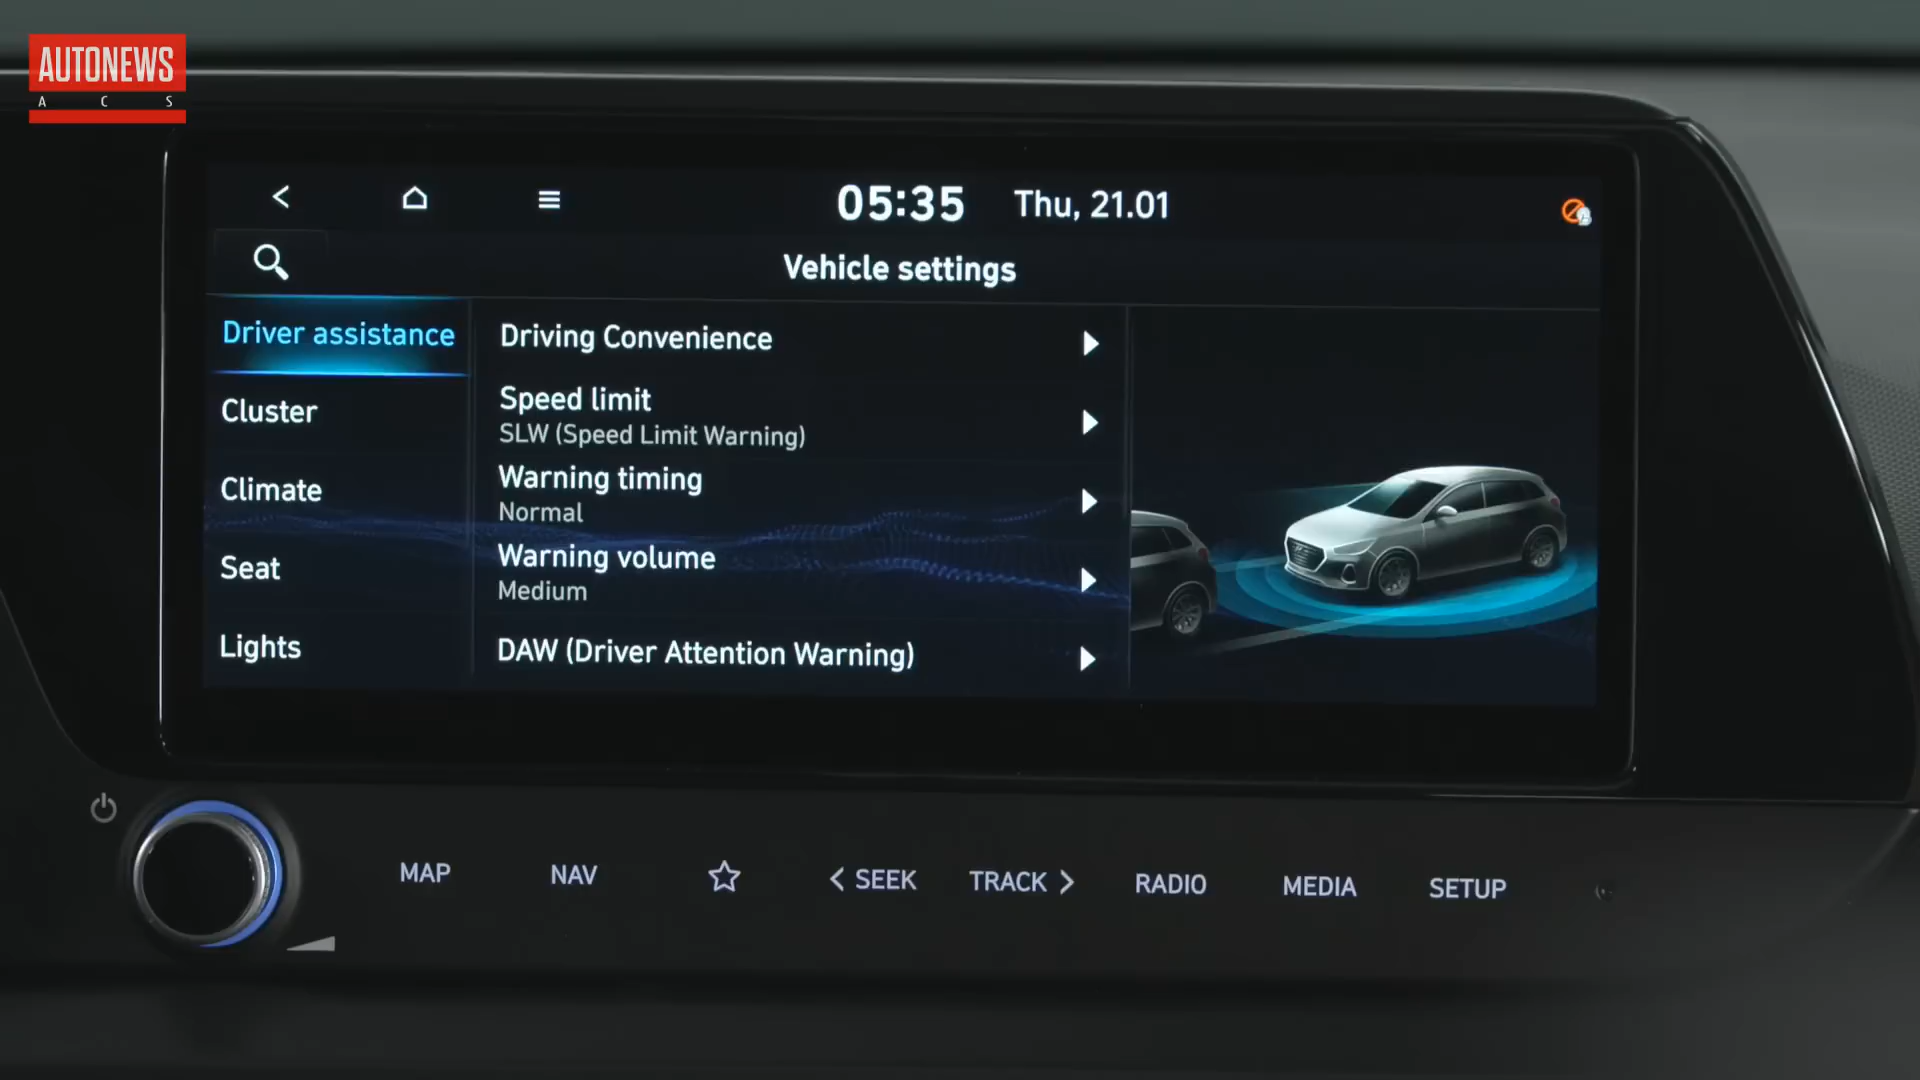 AUTONEWS
A C S
05:35 Thu, 21.01
Vehicle settings
Driver assistance
Cluster
Climate
Seat
Lights
Driving Convenience
Speed limit
SLW (Speed Limit Warning)
Warning timing
Normal
Warning volume
Medium
DAW (Driver Attention Warning)
MAP NAV < SEEK TRACK > RADIO MEDIA SETUP